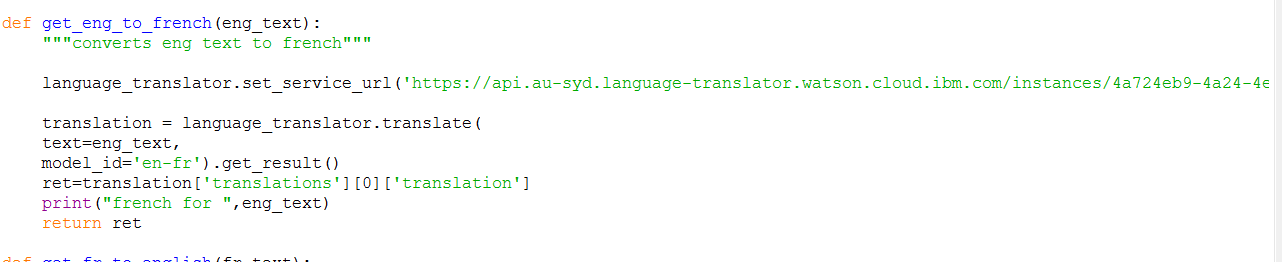 def get_eng_to_french(eng_text):
    """converts eng text to french"""
    language_translator.set_service_url('https://api.au-syd.language-translator.watson.cloud.ibm.com/instances/4a724eb9-4a24-4e
    translation = language_translator.translate(
    text=eng_text,
    model_id='en-fr').get_result()
    ret=translation['translations'][0]['translation']
    print("french for ",eng_text)
    return ret
def get_fr_to_english(fr_text):